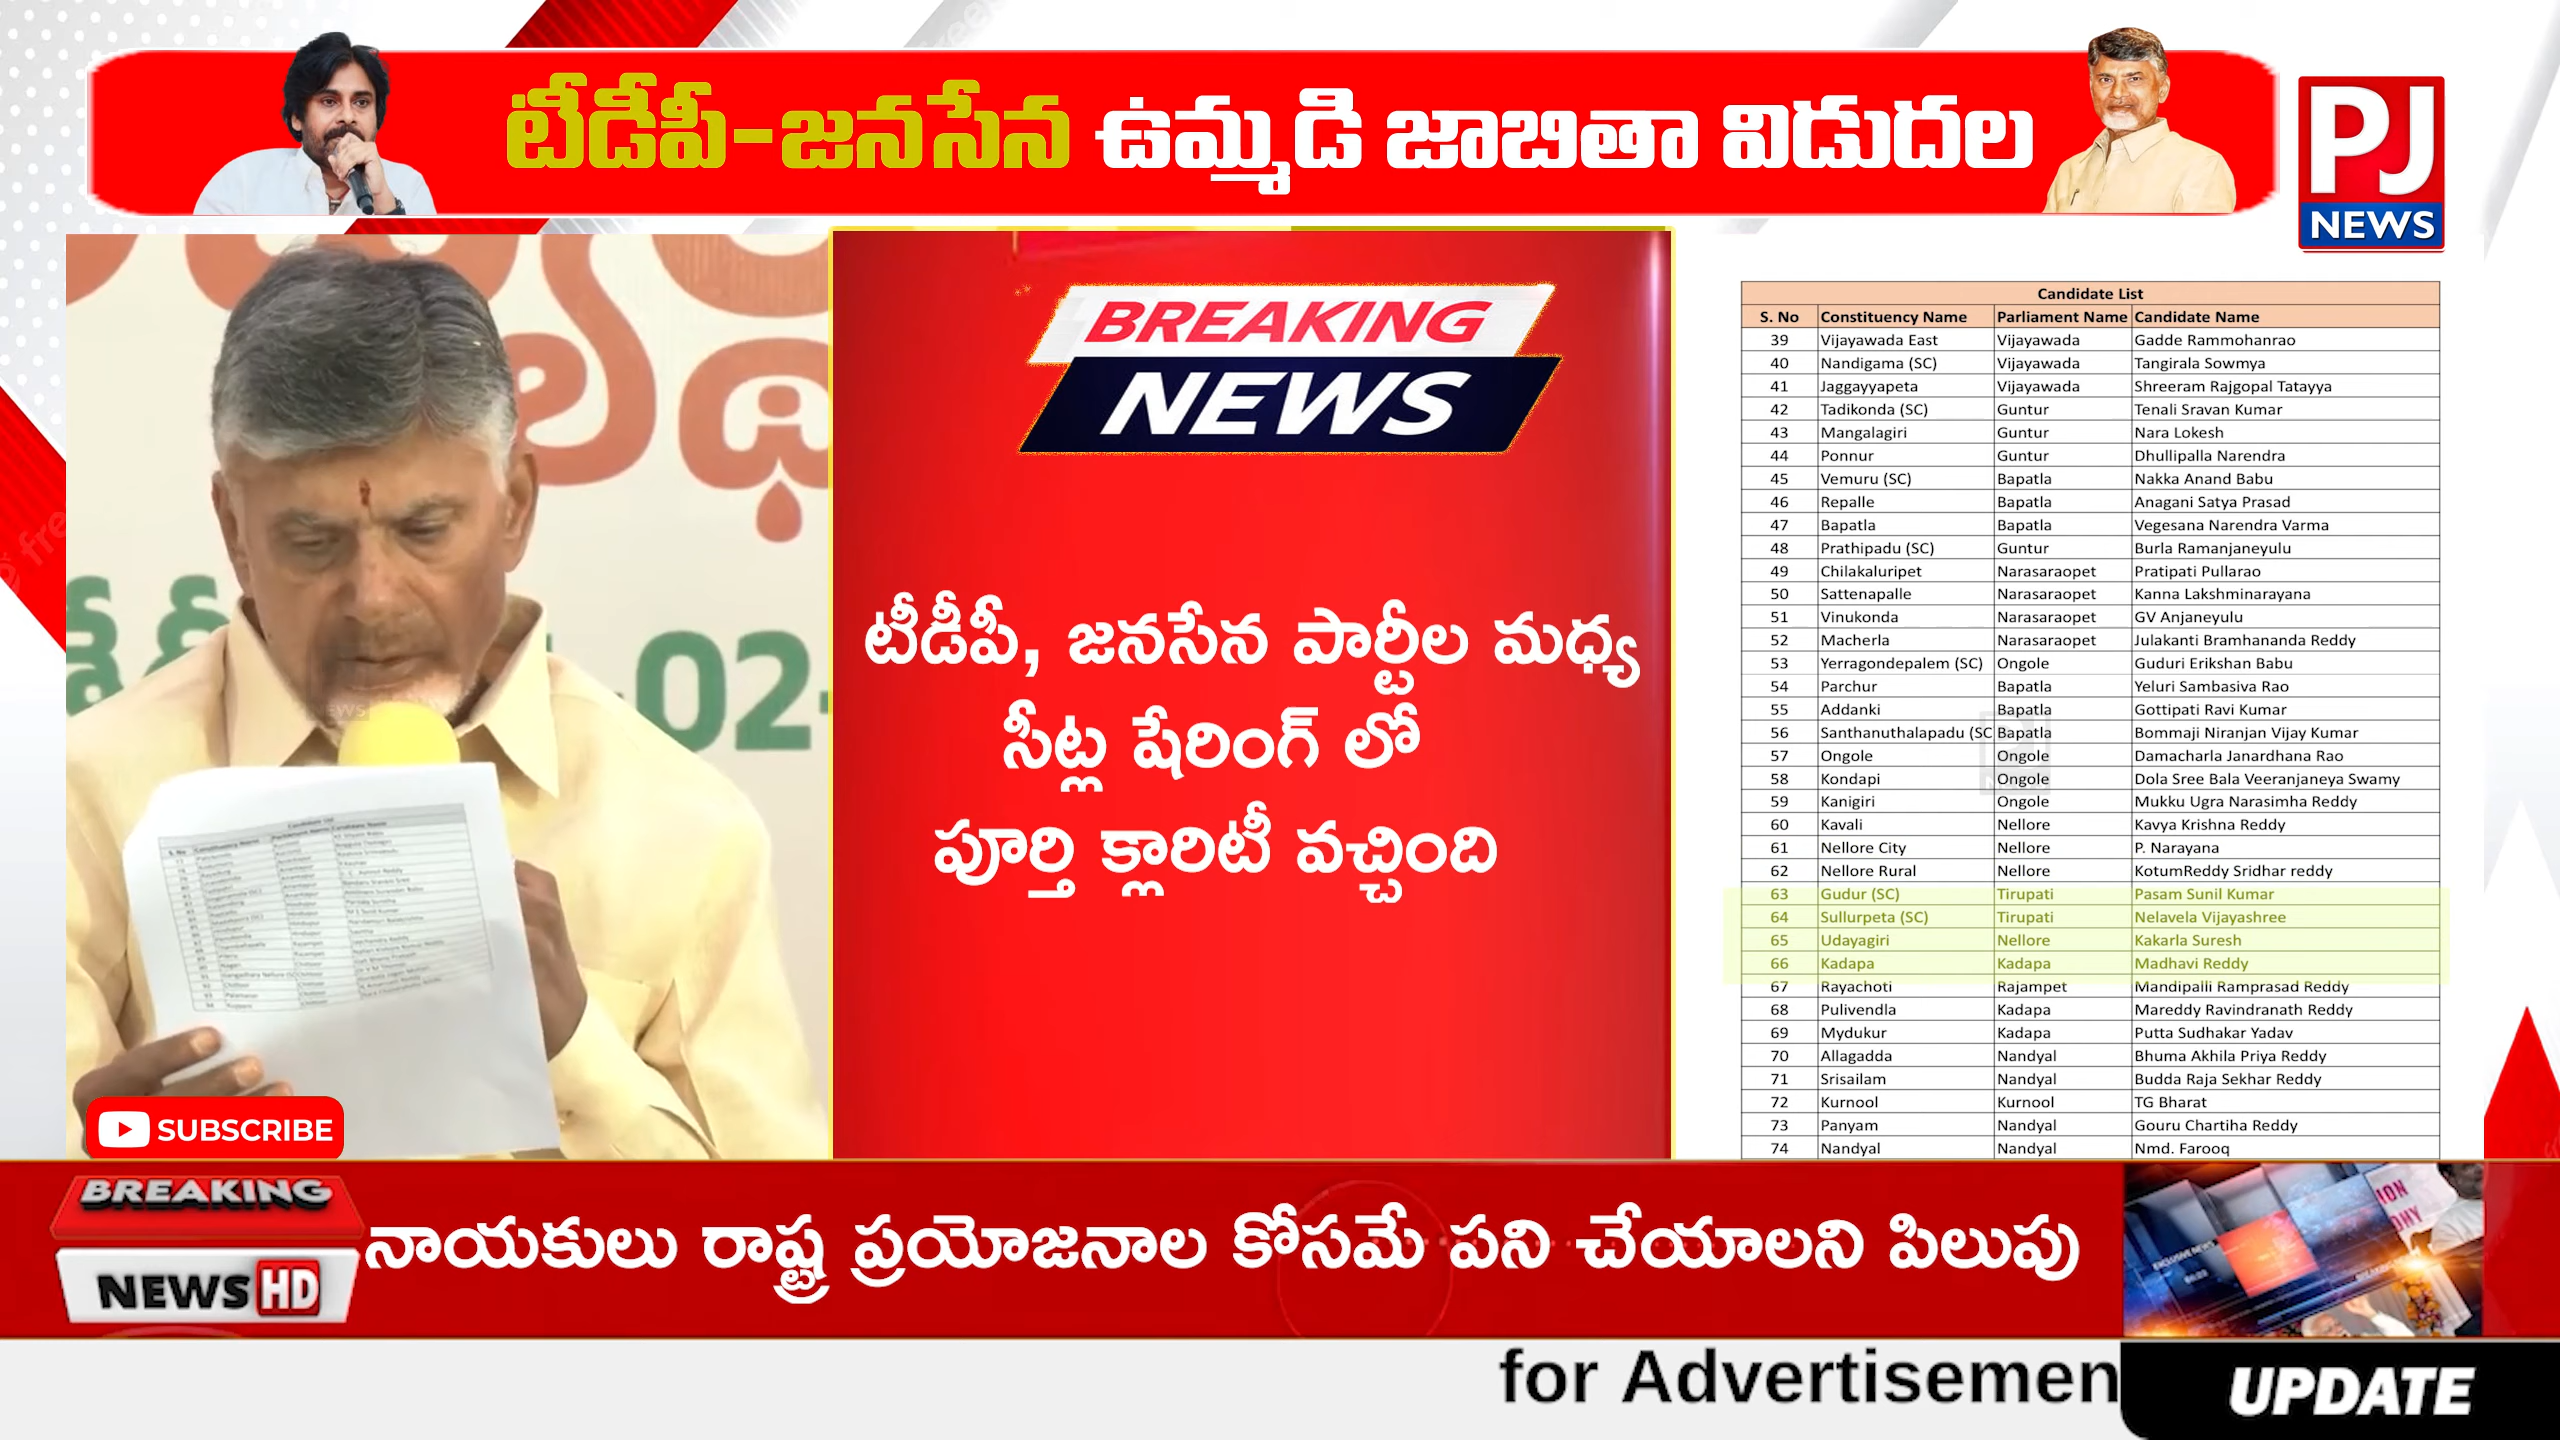 టీడీపీ-జనసేన ఉమ్మడి జాబితా విడుదల
PJ
NEWS
-02-
BREAKING
NEWS
టీడీపీ, జనసేన పార్టీల మధ్య
సీట్ల షేరింగ్ లో
పూర్తి క్లారిటీ వచ్చింది
Candidate List
S. No Constituency Name Parliament Name Candidate Name
39 Vijayawada East Vijayawada Gadde Rammohanrao
40 Nandigama (SC) Vijayawada Tangirala Sowmya
41 Jaggayyapeta Vijayawada Shreeram Rajgopal Tatayya
42 Tadikonda (SC) Guntur Tenali Sravan Kumar
43 Mangalagiri Guntur Nara Lokesh
44 Ponnur Guntur Dhullipalla Narendra
45 Vemuru (SC) Bapatla Nakka Anand Babu
46 Repalle Bapatla Anagani Satya Prasad
47 Bapatla Bapatla Vegesana Narendra Varma
48 Prathipadu (SC) Guntur Burla Ramanjaneyulu
49 Chilakaluripet Narasaraopet Pratipati Pullarao
50 Sattenapalle Narasaraopet Kanna Lakshminarayana
51 Vinukonda Narasaraopet GV Anjaneyulu
52 Macherla Narasaraopet Julakanti Bramhananda Reddy
53 Yerragondepalem (SC) Ongole Guduri Erikshan Babu
54 Parchur Bapatla Yeluri Sambasiva Rao
55 Addanki Bapatla Gottipati Ravi Kumar
56 Santhanuthalapadu (SC Bapatla Bommaji Niranjan Vijay Kumar
57 Ongole Ongole Damacharla Janardhana Rao
58 Kondapi Ongole Dola Sree Bala Veeranjaneya Swamy
59 Kanigiri Ongole Mukku Ugra Narasimha Reddy
60 Kavali Nellore Kavya Krishna Reddy
61 Nellore City Nellore P. Narayana
62 Nellore Rural Nellore KotumReddy Sridhar reddy
63 Gudur (SC) Tirupati Pasam Sunil Kumar
64 Sullurpeta (SC) Tirupati Nelavela Vijayashree
65 Udayagiri Nellore Kakarla Suresh
66 Kadapa Kadapa Madhavi Reddy
67 Rayachoti Rajampet Mandipalli Ramprasad Reddy
68 Pulivendla Kadapa Mareddy Ravindranath Reddy
69 Mydukur Kadapa Putta Sudhakar Yadav
70 Allagadda Nandyal Bhuma Akhila Priya Reddy
71 Srisailam Nandyal Budda Raja Sekhar Reddy
72 Kurnool Kurnool TG Bharat
73 Panyam Nandyal Gouru Chartiha Reddy
74 Nandyal Nandyal Nmd. Farooq
SUBSCRIBE
BREAKING
NEWS HD
నాయకులు రాష్ట్ర ప్రయోజనాల కోసమే పని చేయాలని పిలుపు
for Advertisemen
UPDATE